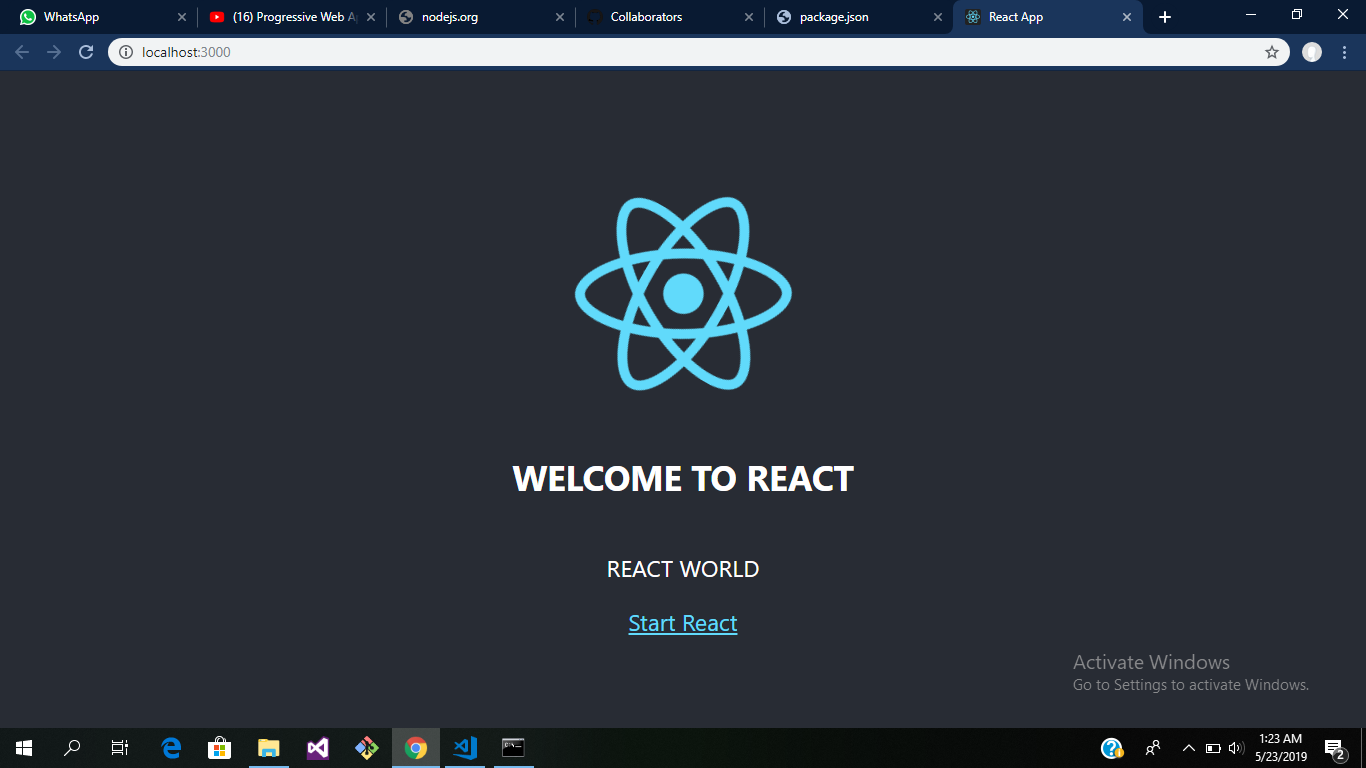 WhatsApp
(16) Progressive Web A
nodejs.org
Collaborators
package.json
React App
localhost:3000
WELCOME TO REACT
REACT WORLD
Start React
Activate Windows
Go to Settings to activate Windows.
1:23 AM
5/23/2019
2